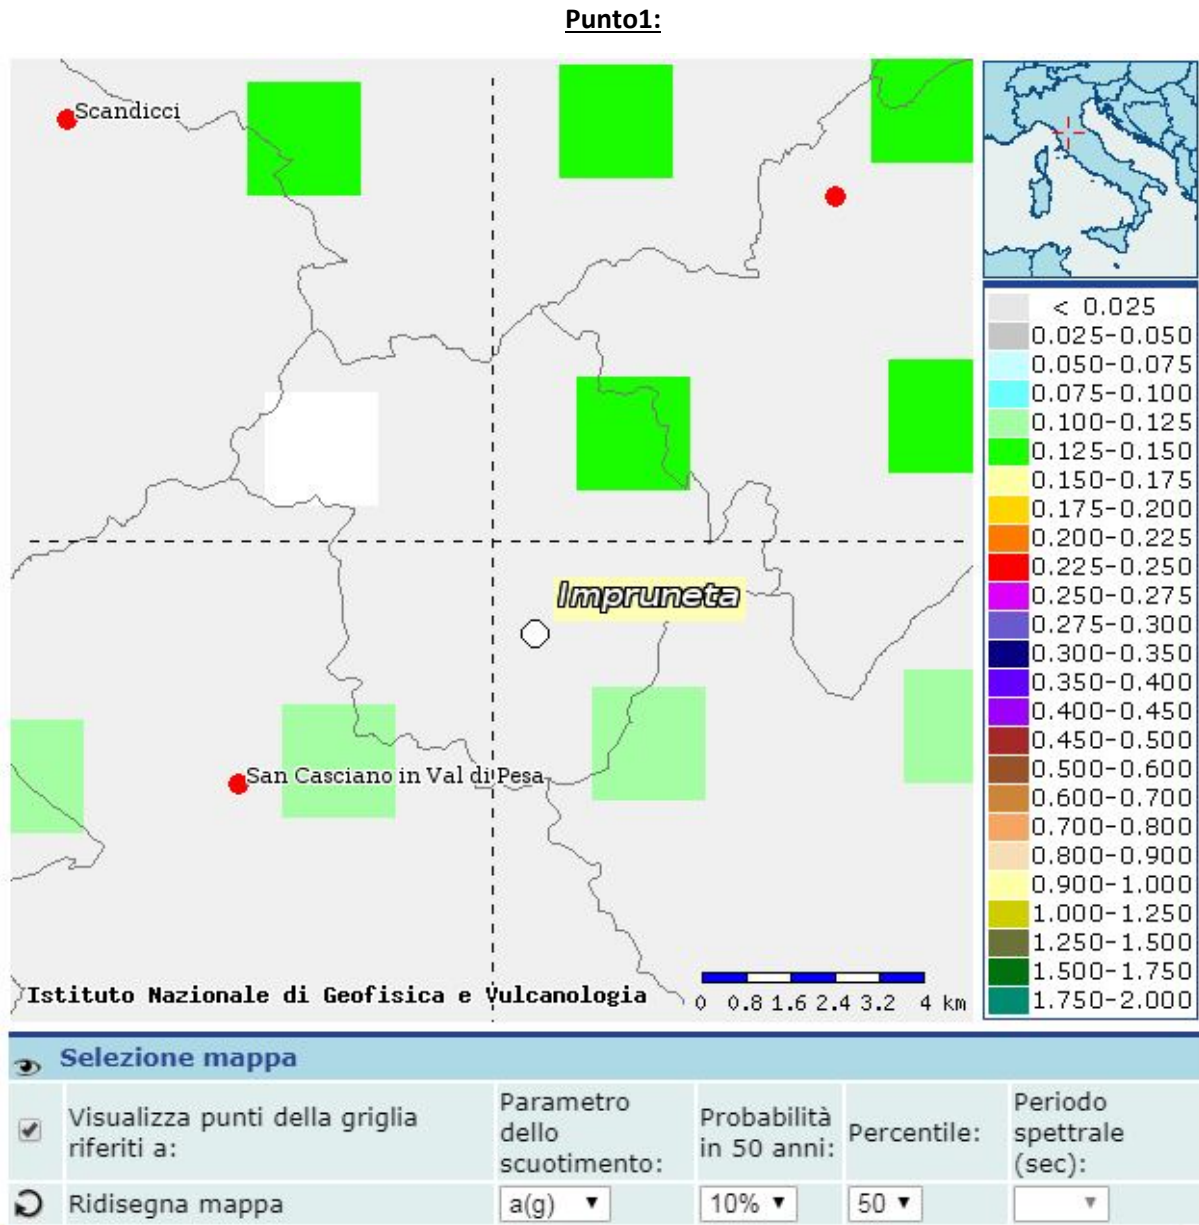 Punto1:
Scandicci
Impruneta
San Casciano in Val di Pesa
Istituto Nazionale di Geofisica e Vulcanologia
0 0.8 1.6 2.4 3.2 4 km
< 0.025
0.025-0.050
0.050-0.075
0.075-0.100
0.100-0.125
0.125-0.150
0.150-0.175
0.175-0.200
0.200-0.225
0.225-0.250
0.250-0.275
0.275-0.300
0.300-0.350
0.350-0.400
0.400-0.450
0.450-0.500
0.500-0.600
0.600-0.700
0.700-0.800
0.800-0.900
0.900-1.000
1.000-1.250
1.250-1.500
1.500-1.750
1.750-2.000
Selezione mappa
Visualizza punti della griglia
riferiti a:
Parametro
dello
scuotimento:
Probabilità
in 50 anni:
Percentile:
Periodo
spettrale
(sec):
Ridisegna mappa
a(g)
10%
50